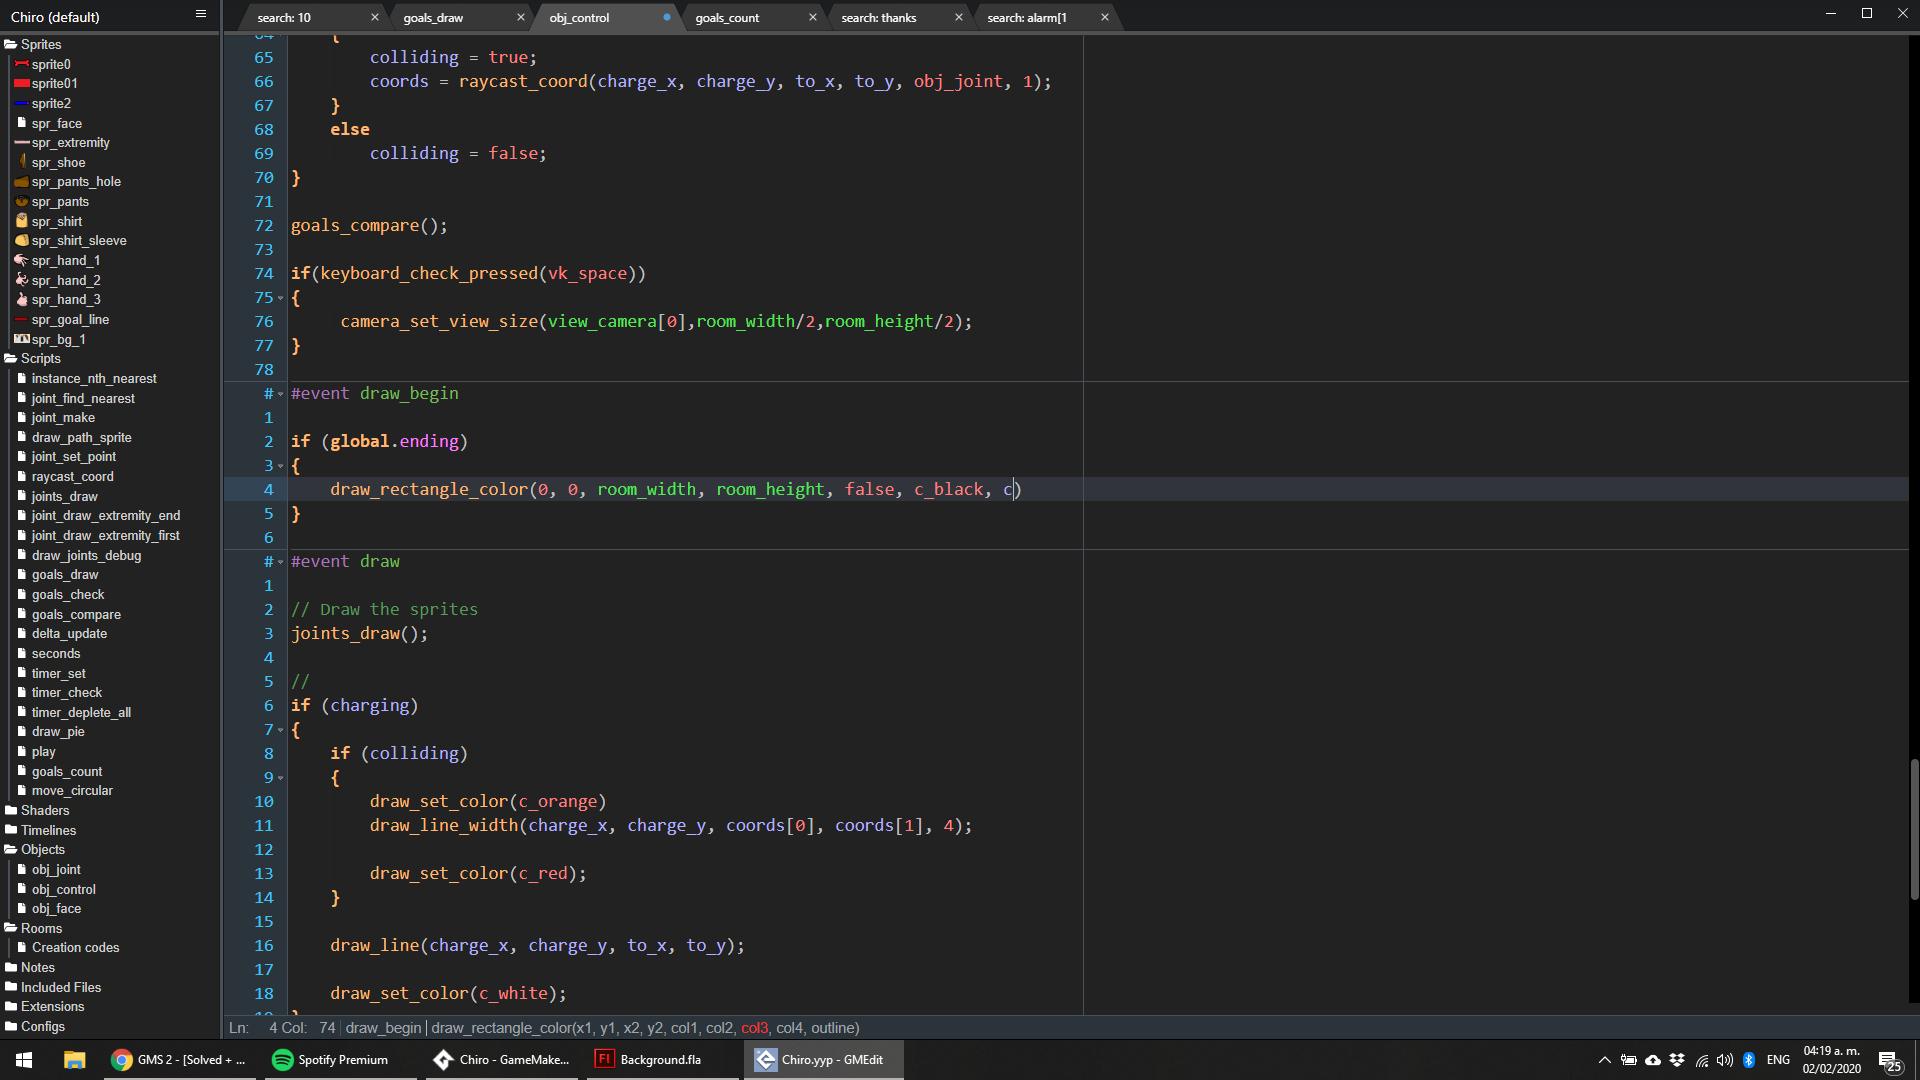 Chiro (default)
search: 10
goals_draw
obj_control
goals_count
search: thanks
search: alarm[1
Sprites
sprite0
sprite01
sprite2
spr_face
spr_extremity
spr_shoe
spr_pants_hole
spr_pants
spr_shirt
spr_shirt_sleeve
spr_hand_1
spr_hand_2
spr_hand_3
spr_goal_line
spr_bg_1
Scripts
instance_nth_nearest
joint_find_nearest
joint_make
draw_path_sprite
joint_set_point
raycast_coord
joints_draw
joint_draw_extremity_end
joint_draw_extremity_first
draw_joints_debug
goals_draw
goals_check
goals_compare
delta_update
seconds
timer_set
timer_check
timer_deplete_all
draw_pie
play
goals_count
move_circular
Shaders
Timelines
Objects
obj_joint
obj_control
obj_face
Rooms
Creation codes
Notes
Included Files
Extensions
Configs
64 {
65 colliding = true;
66 coords = raycast_coord(charge_x, charge_y, to_x, to_y, obj_joint, 1);
67 }
68 else
69 colliding = false;
70 }
71
72 goals_compare();
73
74 if(keyboard_check_pressed(vk_space))
75 {
76 camera_set_view_size(view_camera[0],room_width/2,room_height/2);
77 }
78
# #event draw_begin
1
2 if (global.ending)
3 {
4 draw_rectangle_color(0, 0, room_width, room_height, false, c_black, c)
5 }
6
# #event draw
1
2 // Draw the sprites
3 joints_draw();
4
5 //
6 if (charging)
7 {
8 if (colliding)
9 {
10 draw_set_color(c_orange)
11 draw_line_width(charge_x, charge_y, coords[0], coords[1], 4);
12
13 draw_set_color(c_red);
14 }
15
16 draw_line(charge_x, charge_y, to_x, to_y);
17
18 draw_set_color(c_white);
Ln: 4 Col: 74 draw_begin draw_rectangle_color(x1, y1, x2, y2, col1, col2, col3, col4, outline)
GMS 2 - [Solved + ...
Spotify Premium
Chiro - GameMake...
Fl
Background.fla
Chiro.yyp - GMEdit
ENG
04:19 a. m.
02/02/2020
25